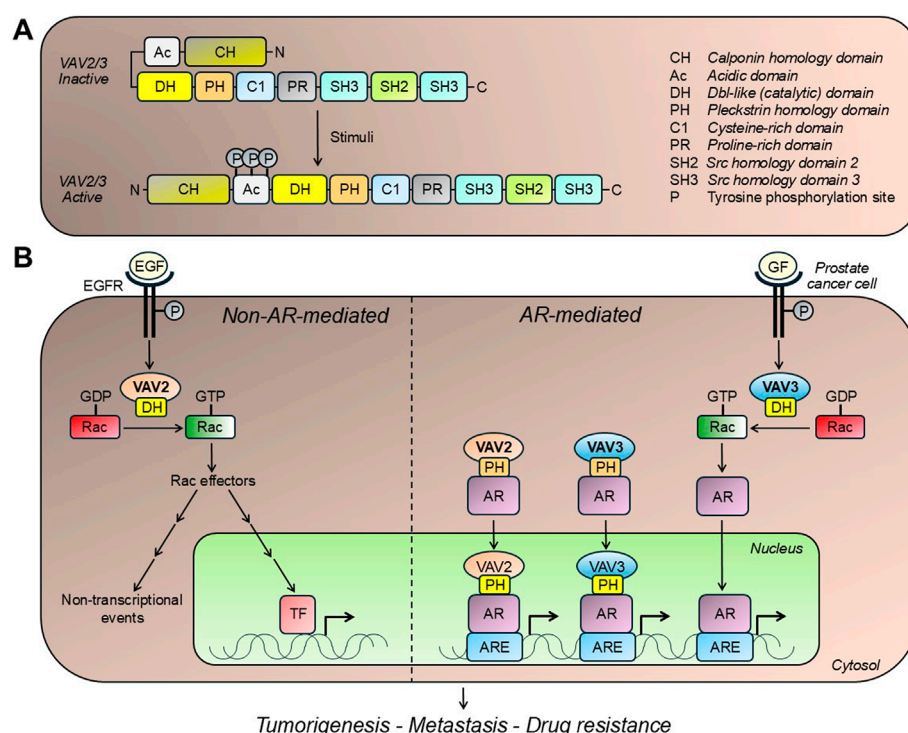 A
VAV2/3
Inactive
Ac CH N
DH PH C1 PR SH3 SH2 SH3 C
Stimuli
P P P
VAV2/3
Active
N CH Ac DH PH C1 PR SH3 SH2 SH3 C
CH Calponin homology domain
Ac Acidic domain
DH Dbl-like (catalytic) domain
PH Pleckstrin homology domain
C1 Cysteine-rich domain
PR Proline-rich domain
SH2 Src homology domain 2
SH3 Src homology domain 3
P Tyrosine phosphorylation site
B
EGF
EGFR
P
GF
Prostate
cancer cell
P
Non-AR-mediated
AR-mediated
VAV2
DH
GDP
Rac
GTP
Rac
Rac effectors
Non-transcriptional
events
TF
VAV2
PH
AR
VAV3
PH
AR
VAV3
DH
GTP
Rac
GDP
Rac
AR
Nucleus
VAV2
PH
AR
ARE
VAV3
PH
AR
ARE
AR
ARE
Cytosol
Tumorigenesis - Metastasis - Drug resistance